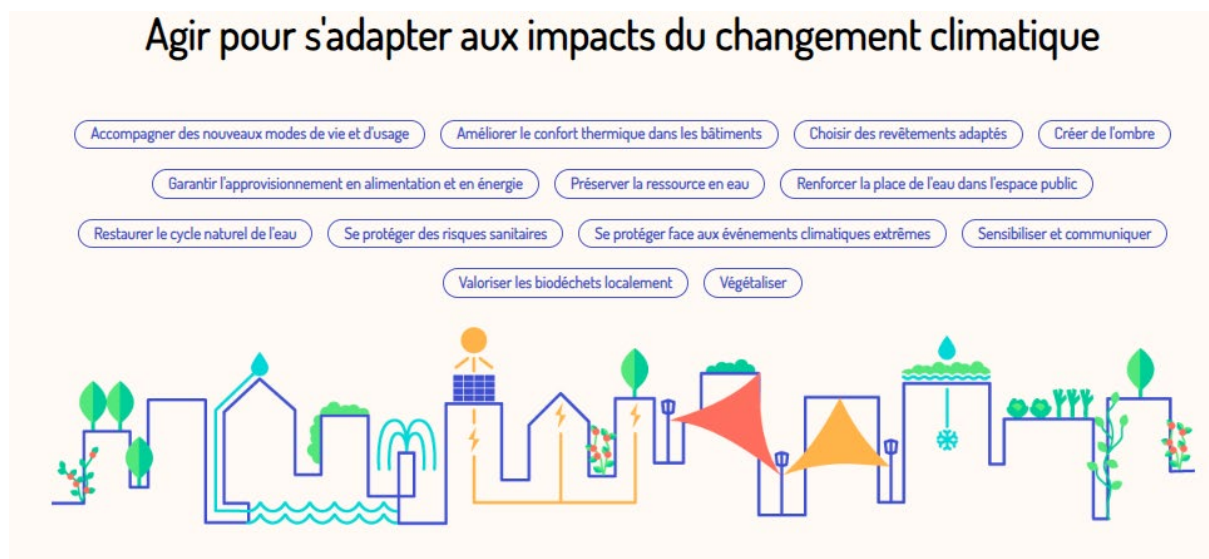 Agir pour s'adapter aux impacts du changement climatique
Accompagner des nouveaux modes de vie et d'usage Améliorer le confort thermique dans les bâtiments Choisir des revêtements adaptés Créer de l'ombre
Garantir l'approvisionnement en alimentation et en énergie Préserver la ressource en eau Renforcer la place de l'eau dans l'espace public
Restaurer le cycle naturel de l'eau Se protéger des risques sanitaires Se protéger face aux événements climatiques extrêmes Sensibiliser et communiquer
Valoriser les biodéchets localement Végétaliser